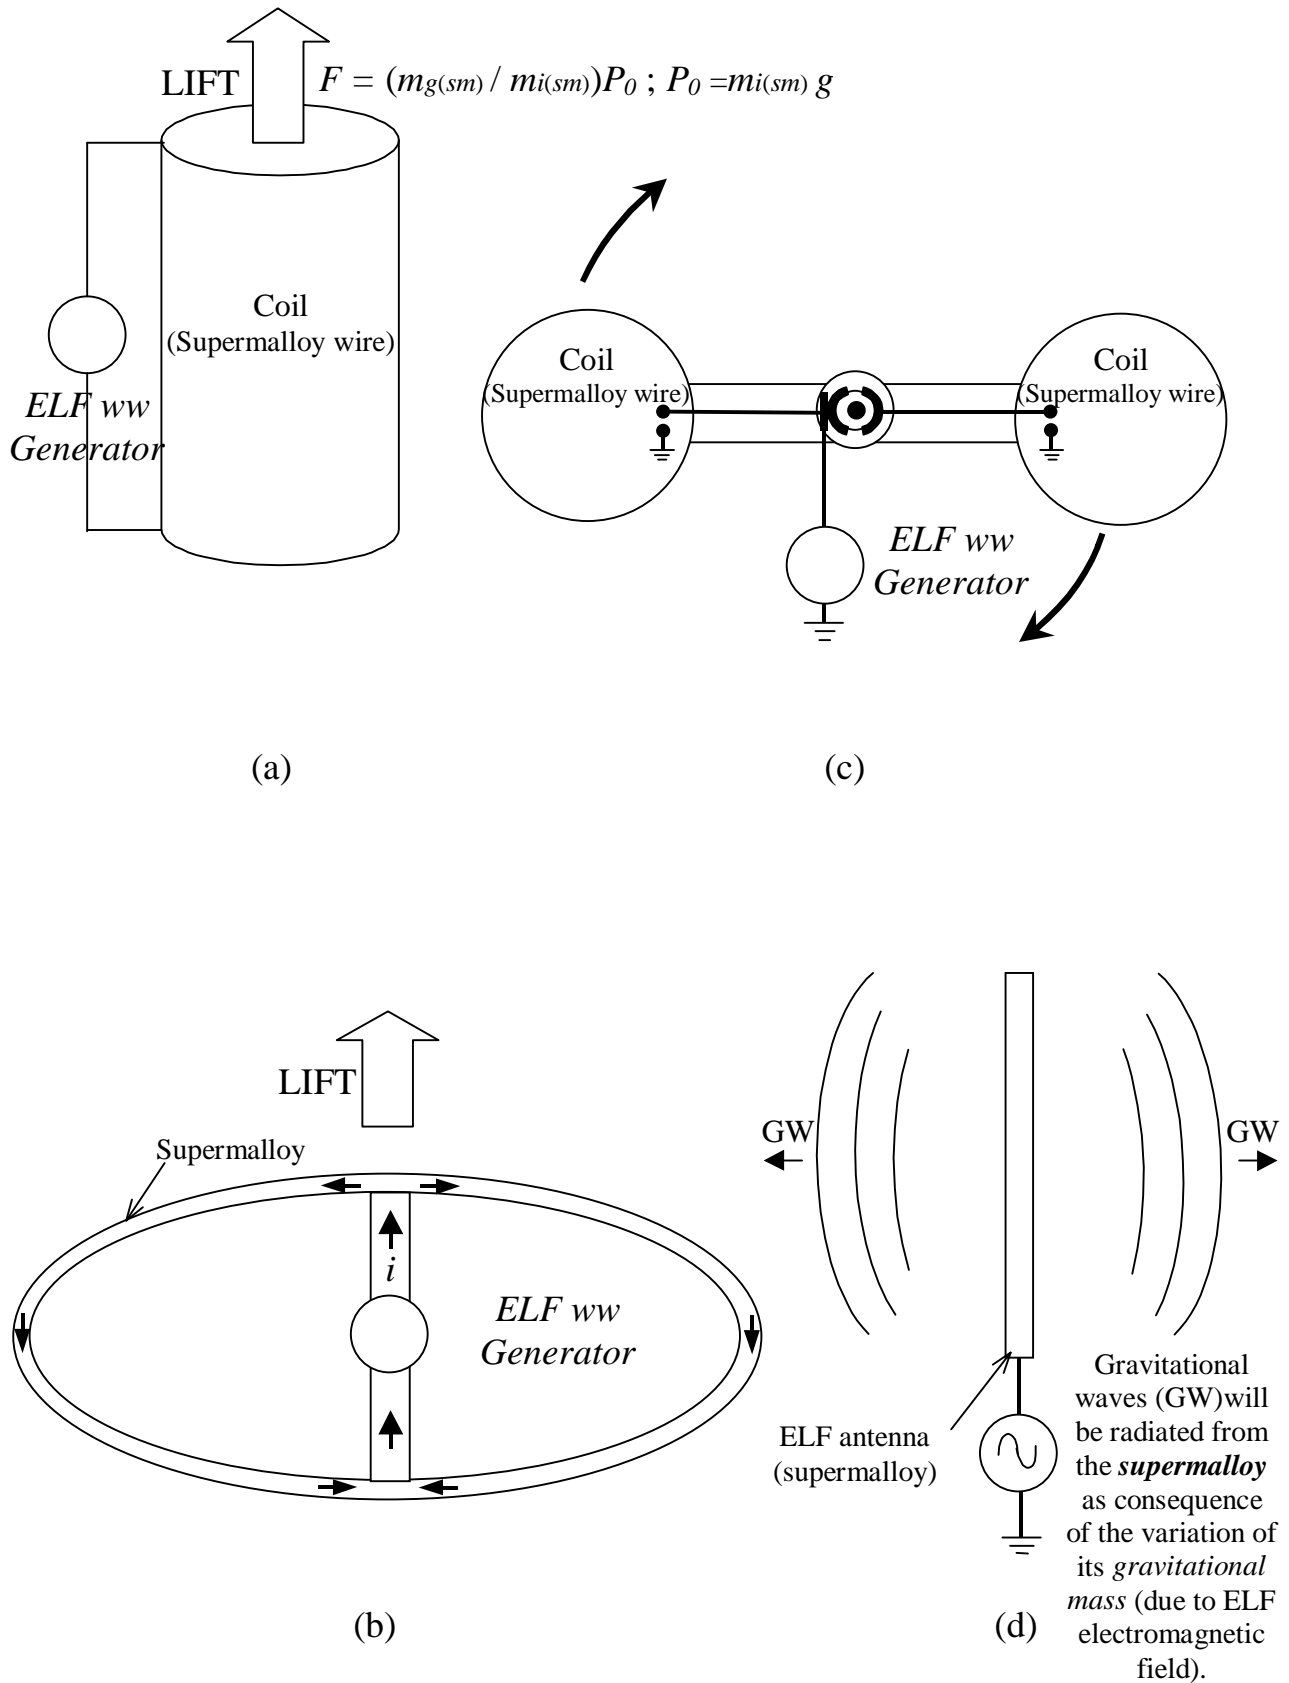 LIFT
F = (mg(sm) / mi(sm))P0 ; P0 =mi(sm) g
Coil
(Supermalloy wire)
ELF ww
Generator
(a)
Coil
(Supermalloy wire)
Coil
(Supermalloy wire)
ELF ww
Generator
(c)
LIFT
Supermalloy
i
ELF ww
Generator
(b)
GW
GW
ELF antenna
(supermalloy)
Gravitational
waves (GW)will
be radiated from
the supermalloy
as consequence
of the variation of
its gravitational
mass (due to ELF
electromagnetic
field).
(d)